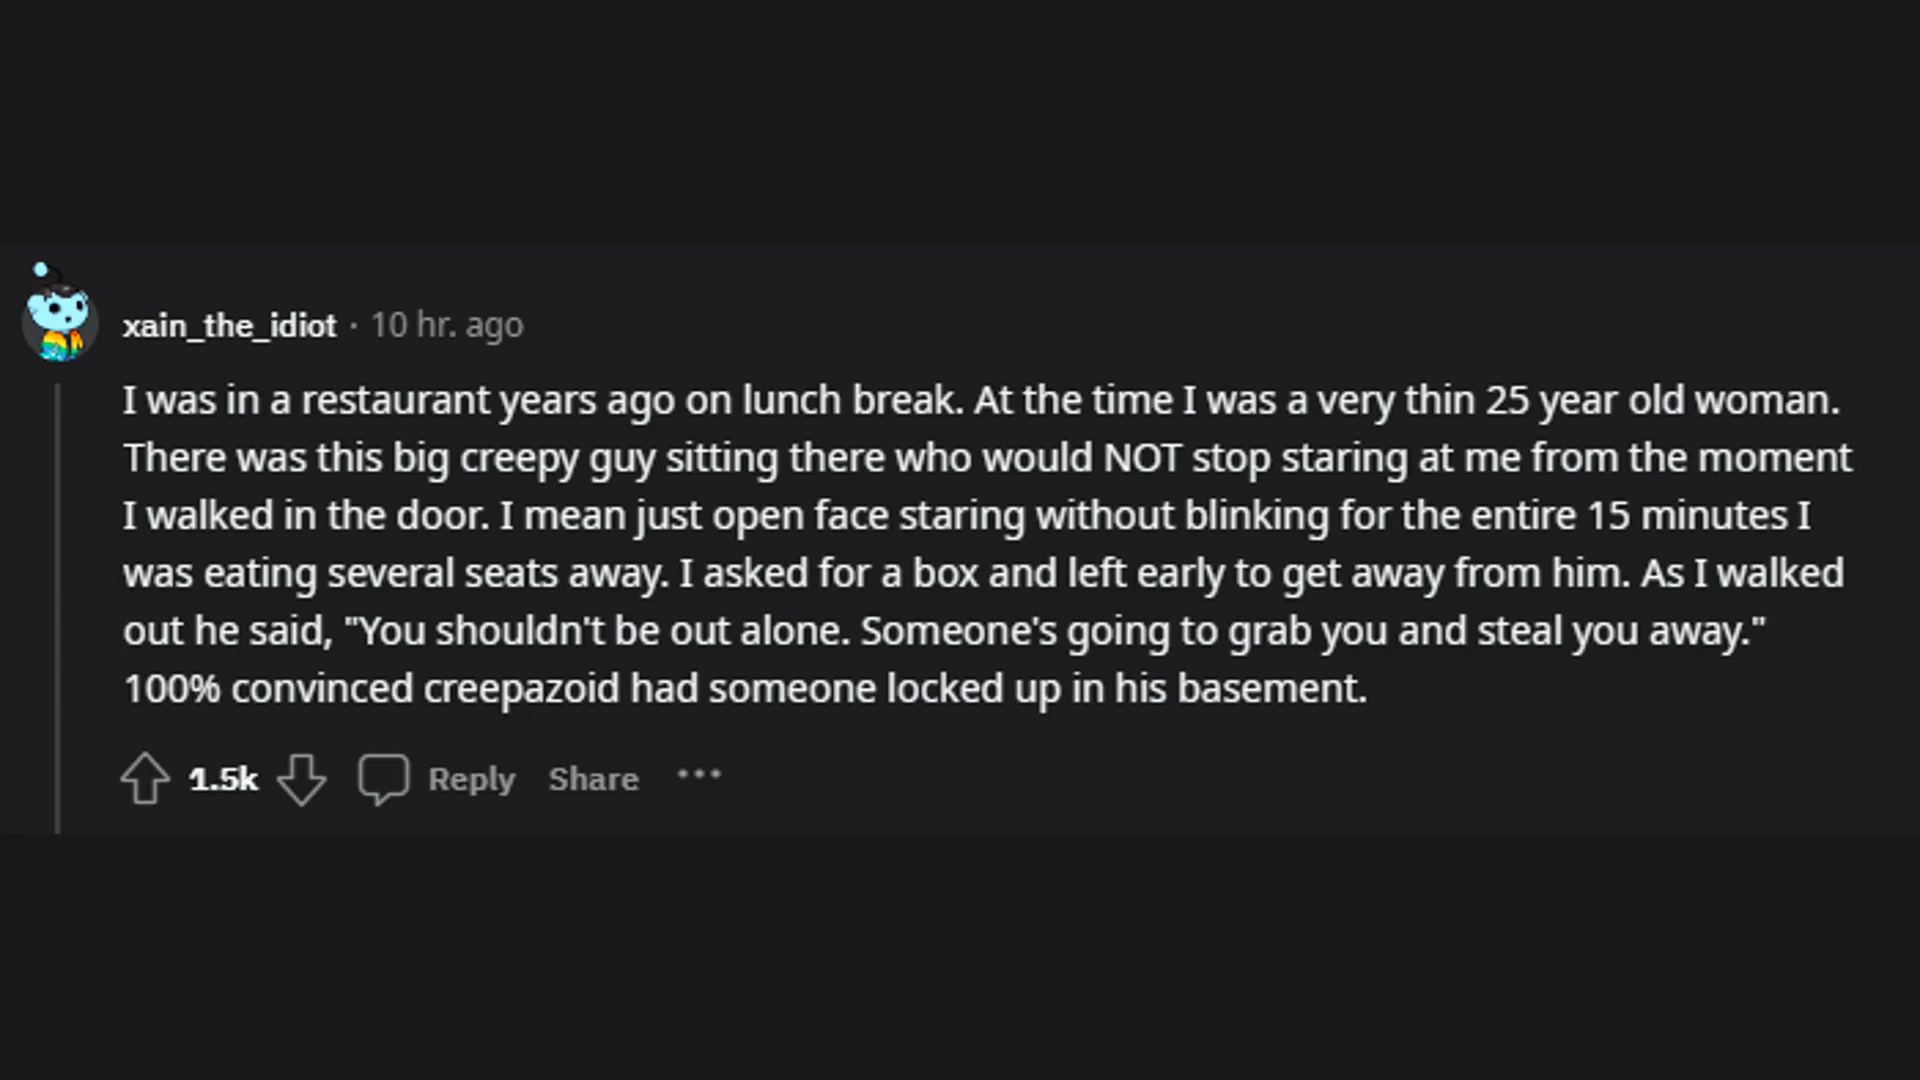 xain_the_idiot · 10 hr. ago
I was in a restaurant years ago on lunch break. At the time I was a very thin 25 year old woman.
There was this big creepy guy sitting there who would NOT stop staring at me from the moment
I walked in the door. I mean just open face staring without blinking for the entire 15 minutes I
was eating several seats away. I asked for a box and left early to get away from him. As I walked
out he said, "You shouldn't be out alone. Someone's going to grab you and steal you away."
100% convinced creepazoid had someone locked up in his basement.
1.5k Reply Share ···